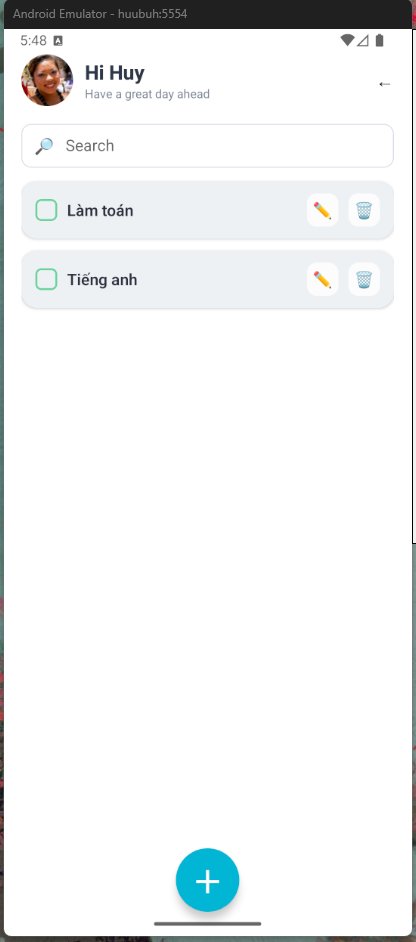 Android Emulator - huubuh:5554
5:48 A
Hi Huy
Have a great day ahead
←
Search
Làm toán
Tiếng anh
+